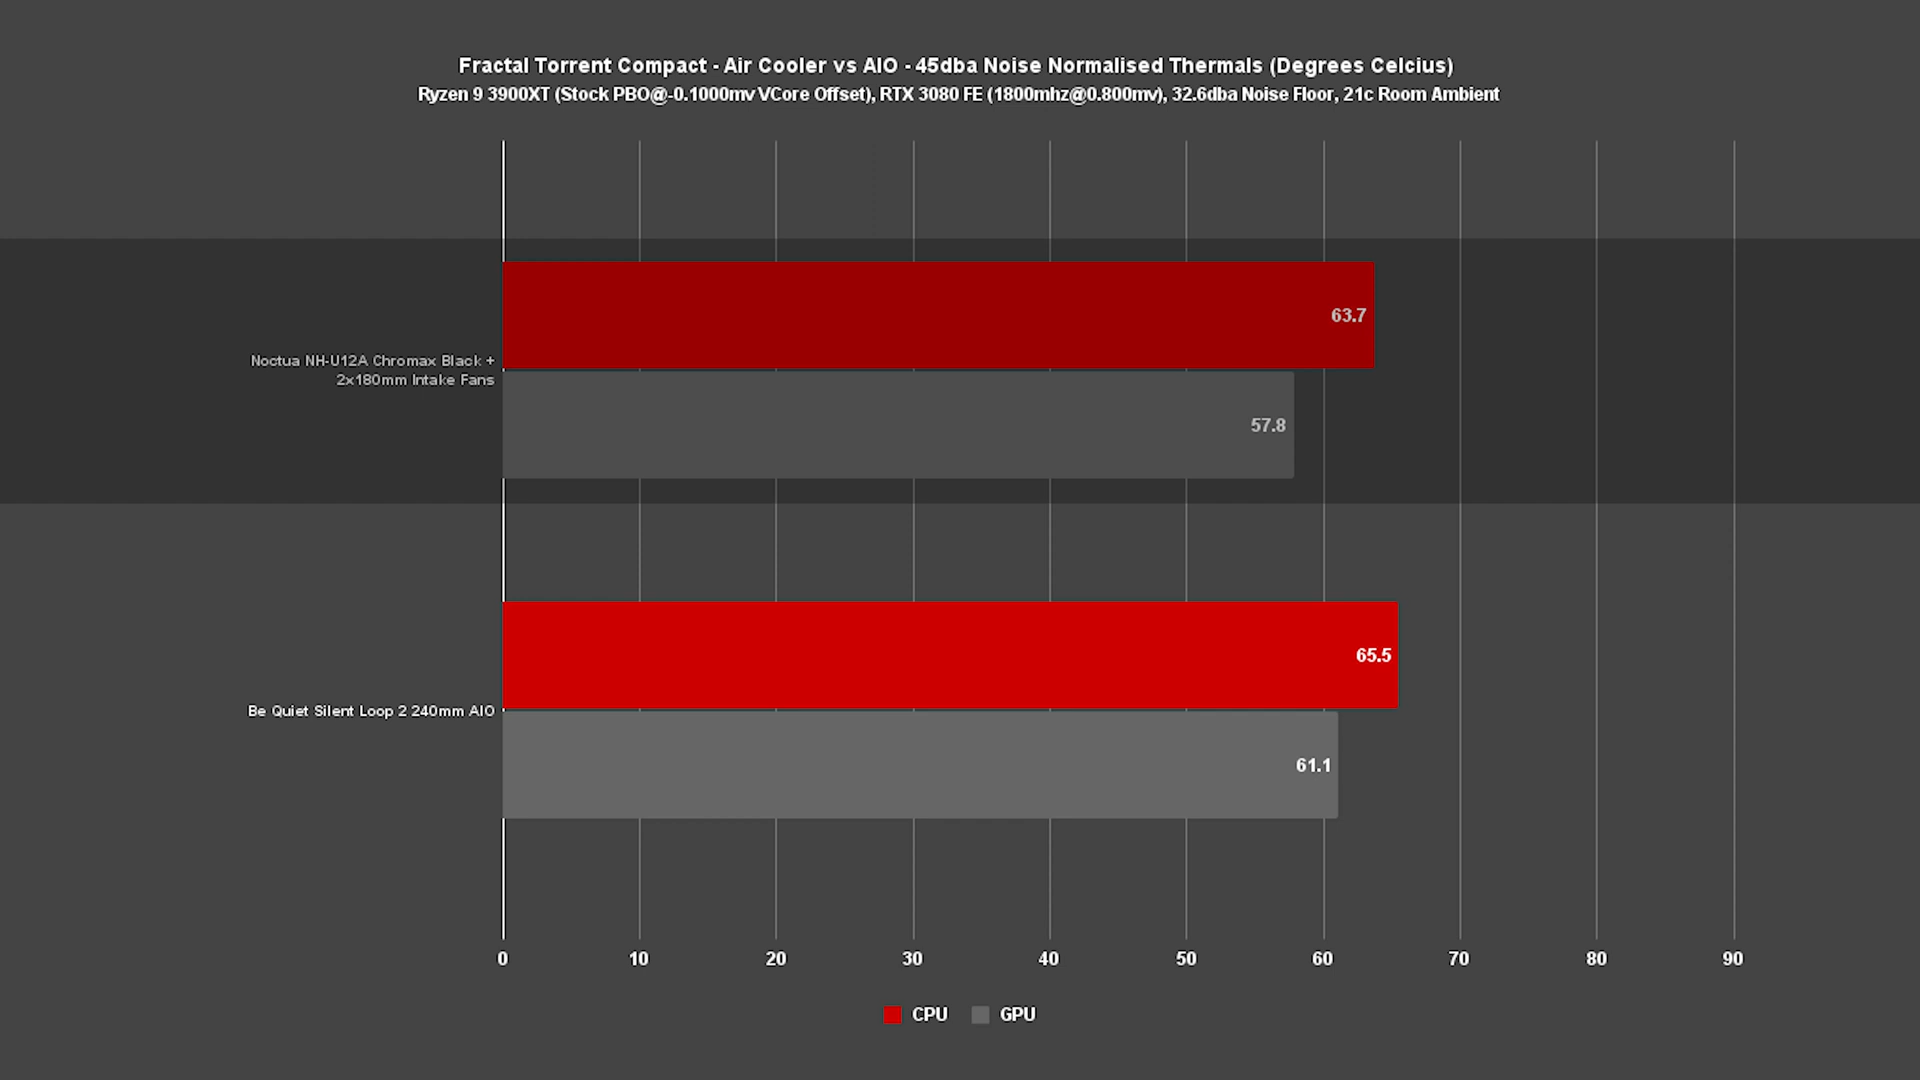 Fractal Torrent Compact - Air Cooler vs AIO - 45dba Noise Normalised Thermals (Degrees Celcius)
Ryzen 9 3900XT (Stock PBO@-0.1000mv VCore Offset), RTX 3080 FE (1800mhz@0.800mv), 32.6dba Noise Floor, 21c Room Ambient
63.7
Noctua NH-U12A Chromax Black +
2x180mm Intake Fans
57.8
65.5
Be Quiet Silent Loop 2 240mm AIO
61.1
0 10 20 30 40 50 60 70 80 90
CPU GPU